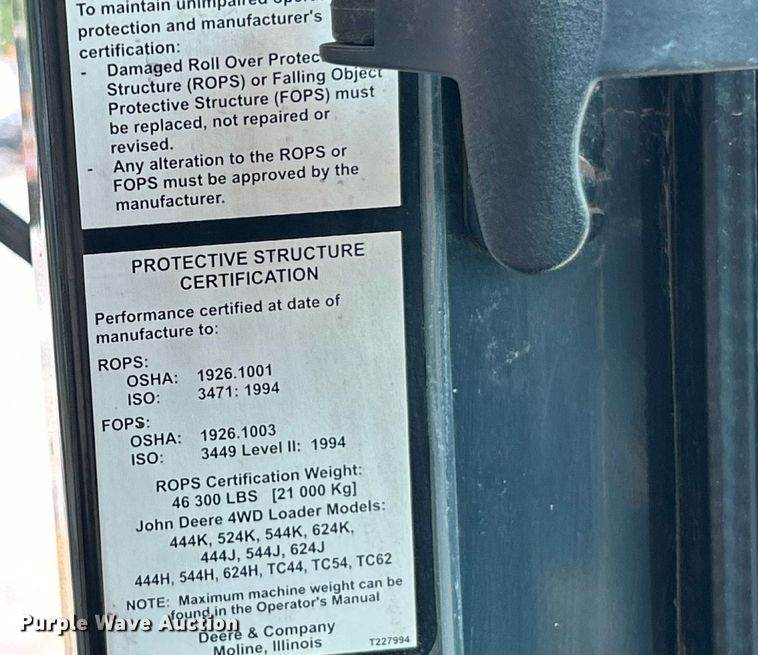 To maintain unimpaired
protection and manufacturer's
certification:
- Damaged Roll Over
Structure (ROPS) or Falling Object
Protective Structure (FOPS) must
be replaced, not repaired or
revised.
- Any alteration to the ROPS or
FOPS must be approved by the
manufacturer.
PROTECTIVE STRUCTURE
CERTIFICATION
Performance certified at date of
manufacture to:
ROPS:
OSHA: 1926.1001
ISO: 3471: 1994
FOPS:
OSHA: 1926.1003
ISO: 3449 Level II: 1994
ROPS Certification Weight:
46 300 LBS [21 000 Kg]
John Deere 4WD Loader Models:
444K, 524K, 544K, 624K,
444J, 544J, 624J
444H, 544H, 624H, TC44, TC54, TC62
NOTE: Maximum machine weight can be
found in the Operator's Manual
Deere & Company
Moline, Illinois
T227994
Purple Wave Auction